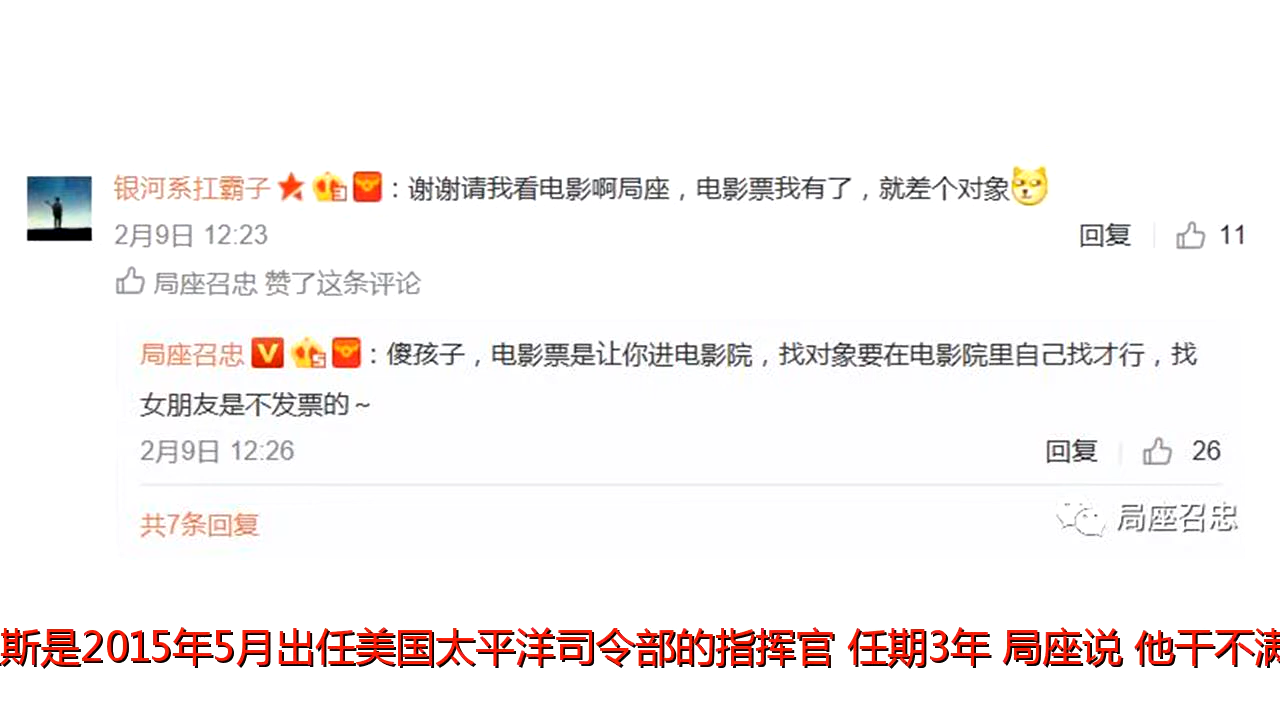 银河系扛霸子：谢谢请我看电影啊局座，电影票我有了，就差个对象
2月9日 12:23
回复 11
局座召忠 赞了这条评论
局座召忠 V：傻孩子，电影票是让你进电影院，找对象要在电影院里自己找才行，找
女朋友是不发票的～
2月9日 12:26
回复 26
共7条回复
局座召忠
斯是2015年5月出任美国太平洋司令部的指挥官 任期3年 局座说 他干不满